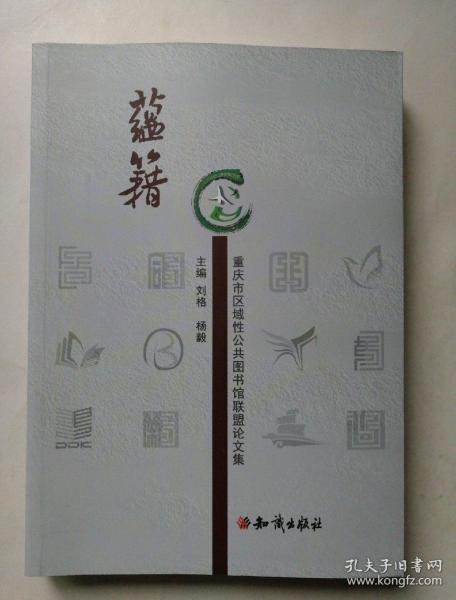 蕴籍
重庆市区域性公共图书馆联盟论文集
主编 刘格 杨毅
DDK
知识出版社
孔夫子旧书网
www.kongfz.com